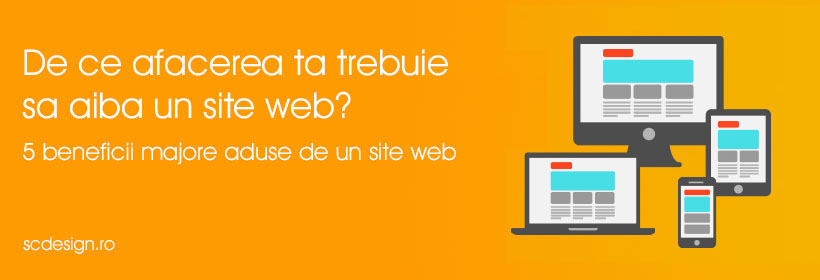 De ce afacerea ta trebuie
sa aiba un site web?
5 beneficii majore aduse de un site web
scdesign.ro